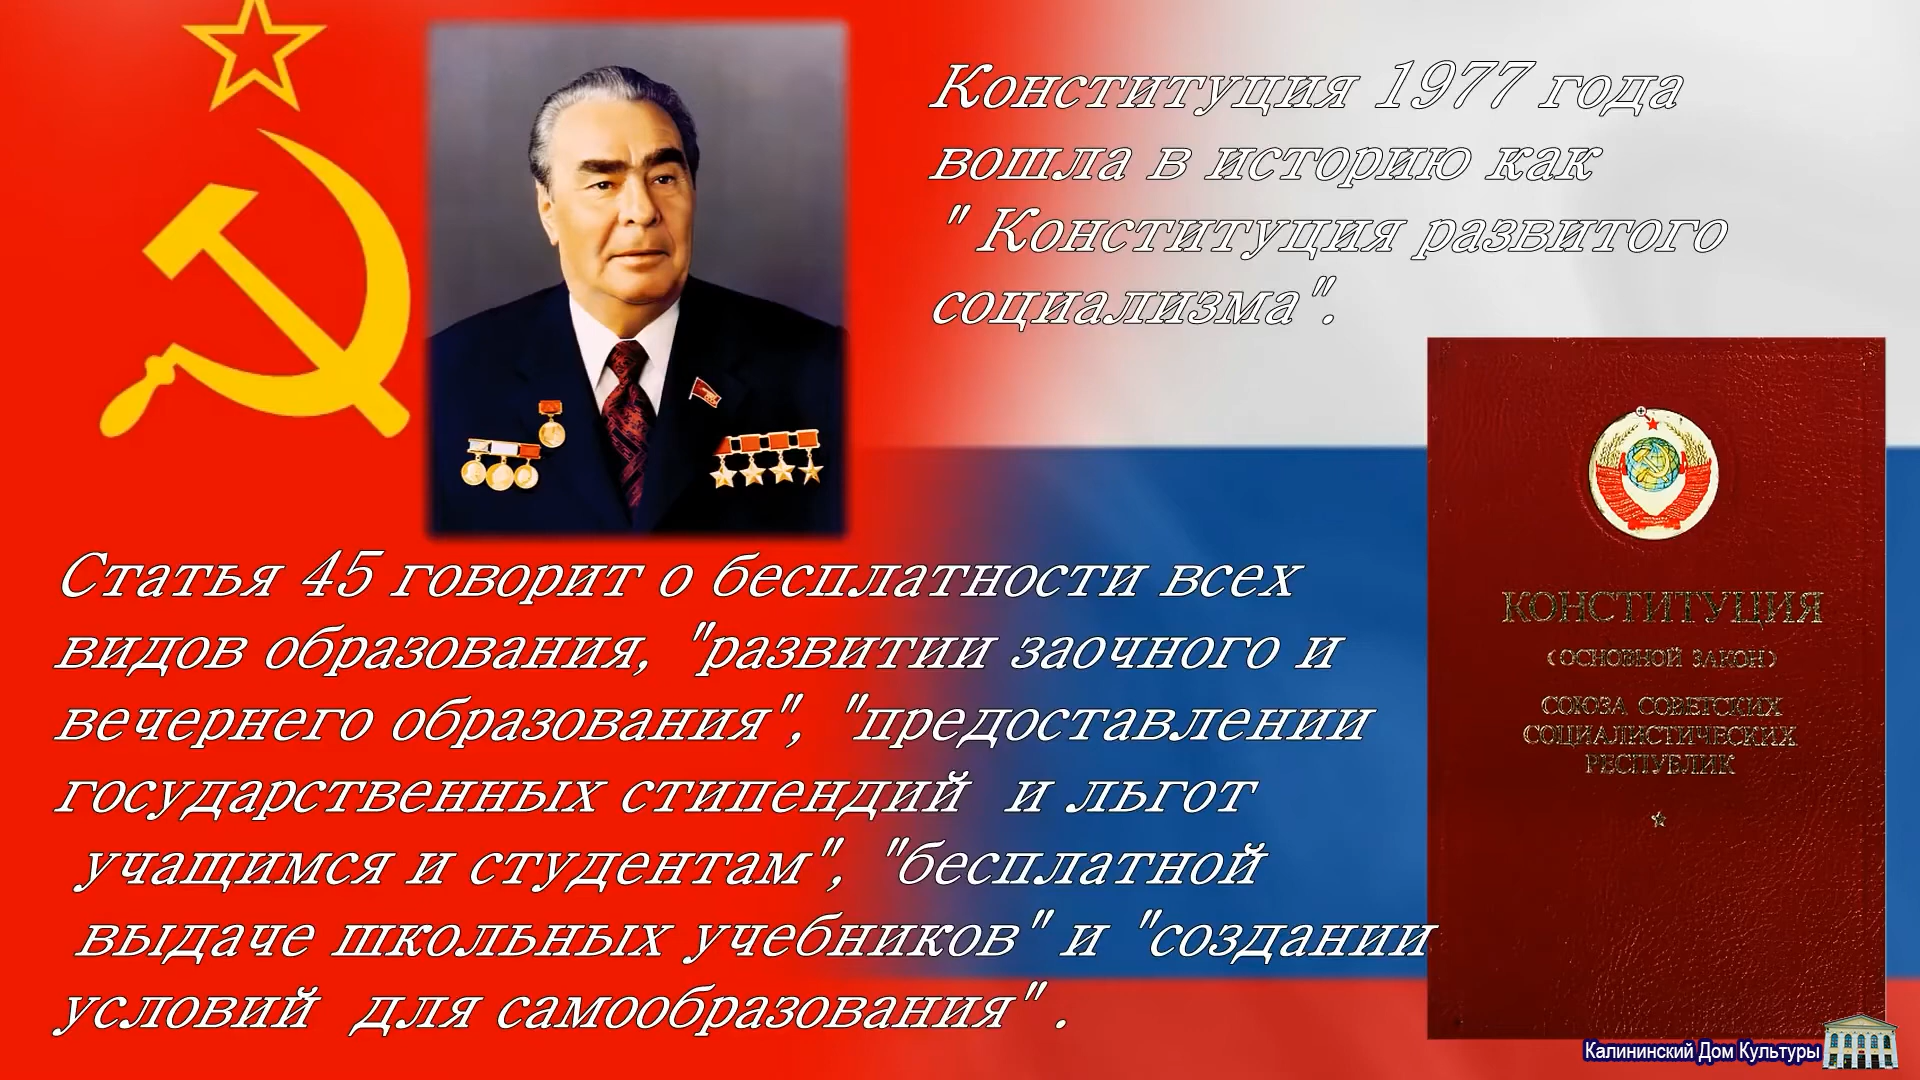 Конституция 1977 года
вошла в историю как
" Конституция развитого
социализма".
Статья 45 говорит о бесплатности всех
видов образования, "развитии заочного и
вечернего образования", "предоставлении
государственных стипендий и льгот
учащимся и студентам", "бесплатной
выдаче школьных учебников" и "создании
условий для самообразования" .
КОНСТИТУЦИЯ
(ОСНОВНОЙ ЗАКОН)
СОЮЗА СОВЕТСКИХ
СОЦИАЛИСТИЧЕСКИХ
РЕСПУБЛИК
Калининский Дом Культуры